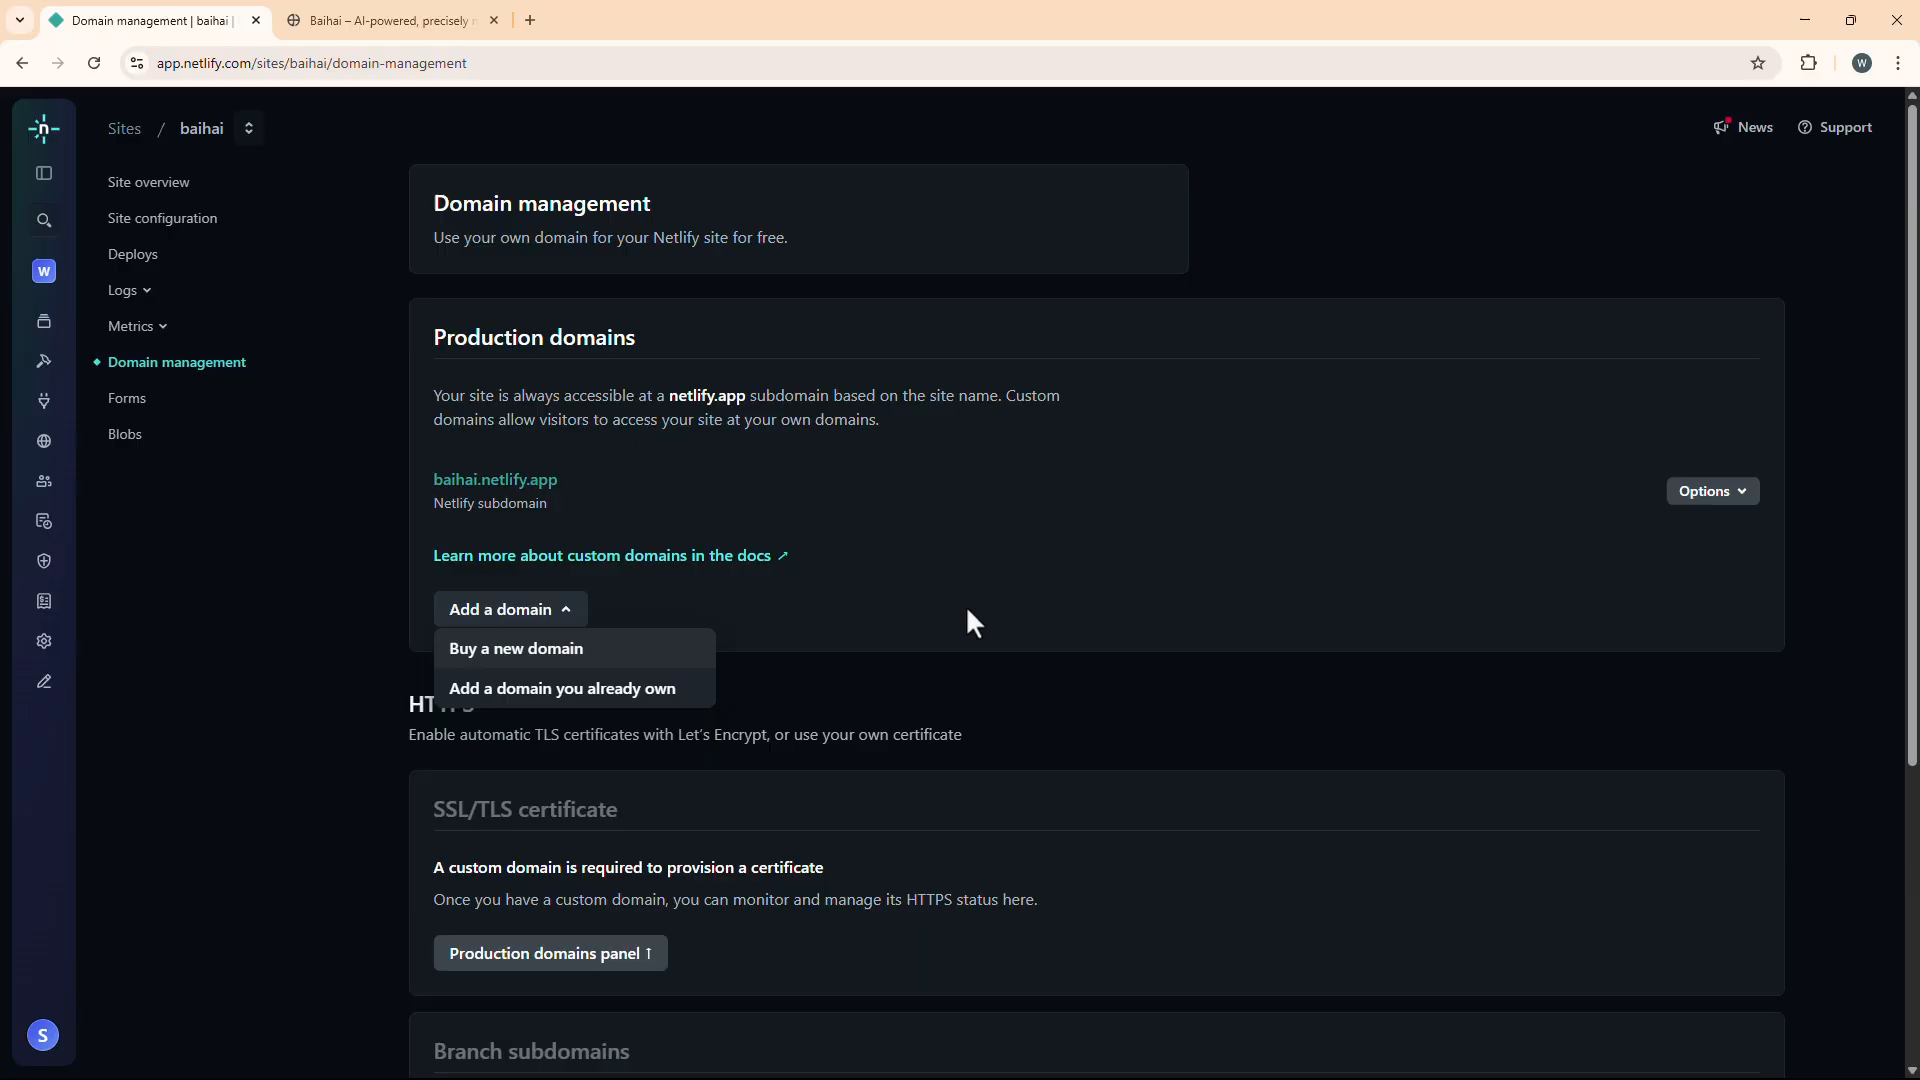 Domain management | baihai |
Baihai – AI-powered, precisely
app.netlify.com/sites/baihai/domain-management
W
n
Sites / baihai
News
Support
W
Site overview
Site configuration
Deploys
Logs
Metrics
Domain management
Forms
Blobs
Domain management
Use your own domain for your Netlify site for free.
Production domains
Your site is always accessible at a netlify.app subdomain based on the site name. Custom
domains allow visitors to access your site at your own domains.
baihai.netlify.app
Netlify subdomain
Options
Learn more about custom domains in the docs ↗
Add a domain
Buy a new domain
Add a domain you already own
HTTPS
Enable automatic TLS certificates with Let's Encrypt, or use your own certificate
SSL/TLS certificate
A custom domain is required to provision a certificate
Once you have a custom domain, you can monitor and manage its HTTPS status here.
Production domains panel ↑
S
Branch subdomains